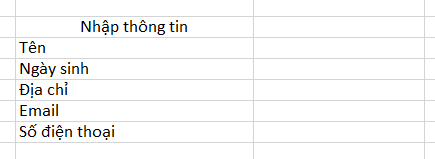 Nhập thông tin
Tên
Ngày sinh
Địa chỉ
Email
Số điện thoại